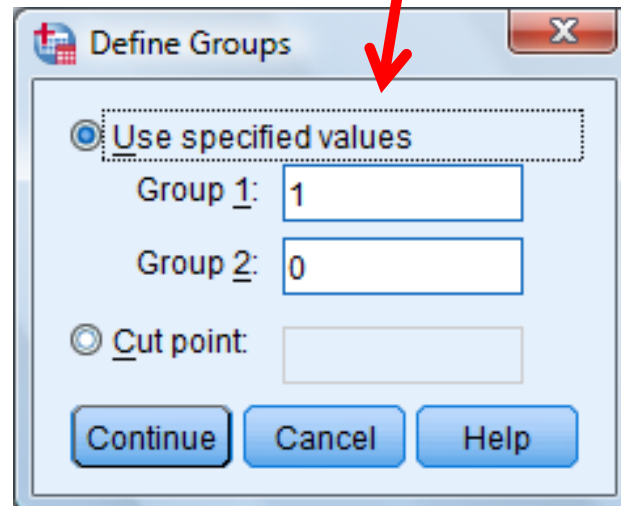 Define Groups
Use specified values
Group 1: 1
Group 2: 0
Cut point:
Continue Cancel Help